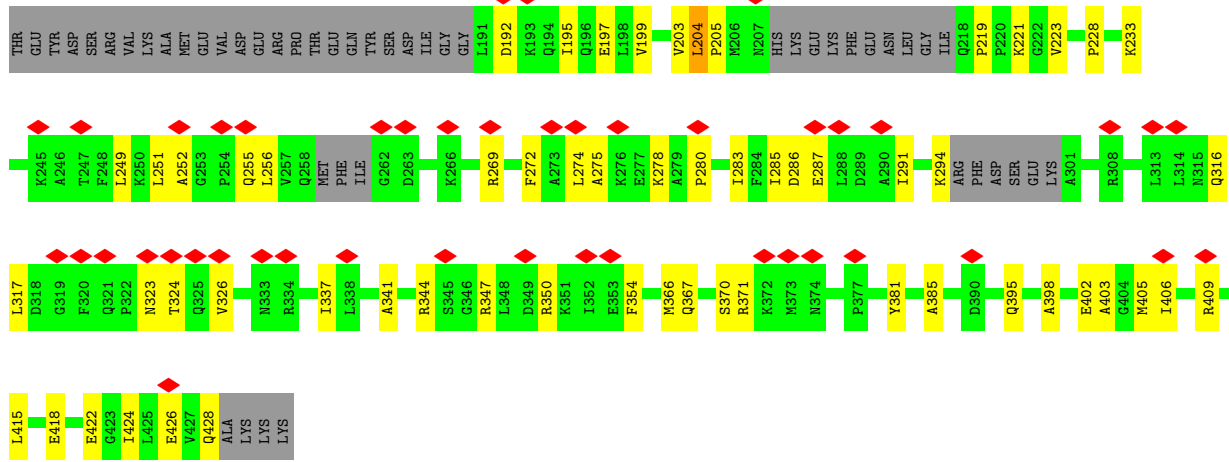 THR GLU TYR ASP SER ARG VAL LYS ALA MET GLU VAL ASP GLU ARG PRO THR GLU GLN TYR SER ASP ILE GLY GLY L191 D192 K193 Q194 I195 Q196 E197 L198 V199 V203 L204 P205 M206 N207 HIS LYS GLU LYS PHE GLU ASN LEU GLY ILE Q218 P219 P220 K221 G222 V223 P228 K233
K245 A246 T247 F248 L249 K250 L251 A252 G253 P254 Q255 L256 V257 Q258 MET PHE ILE G262 D263 K266 R269 F272 A273 L274 A275 K276 E277 K278 A279 P280 I283 F284 I285 D286 E287 L288 D289 A290 I291 K294 ARG PHE ASP SER GLU LYS A301 R308 L313 L314 N315 Q316
L317 D318 G319 F320 Q321 P322 N323 T324 Q325 V326 N333 R334 I337 L338 A341 R344 S345 G346 R347 L348 D349 R350 K351 I352 E353 F354 M366 Q367 S370 R371 K372 M373 N374 P377 Y381 A385 D390 Q395 A398 E402 A403 G404 M405 I406 R409
L415 E418 E422 G423 I424 L425 E426 V427 Q428 ALA LYS LYS LYS